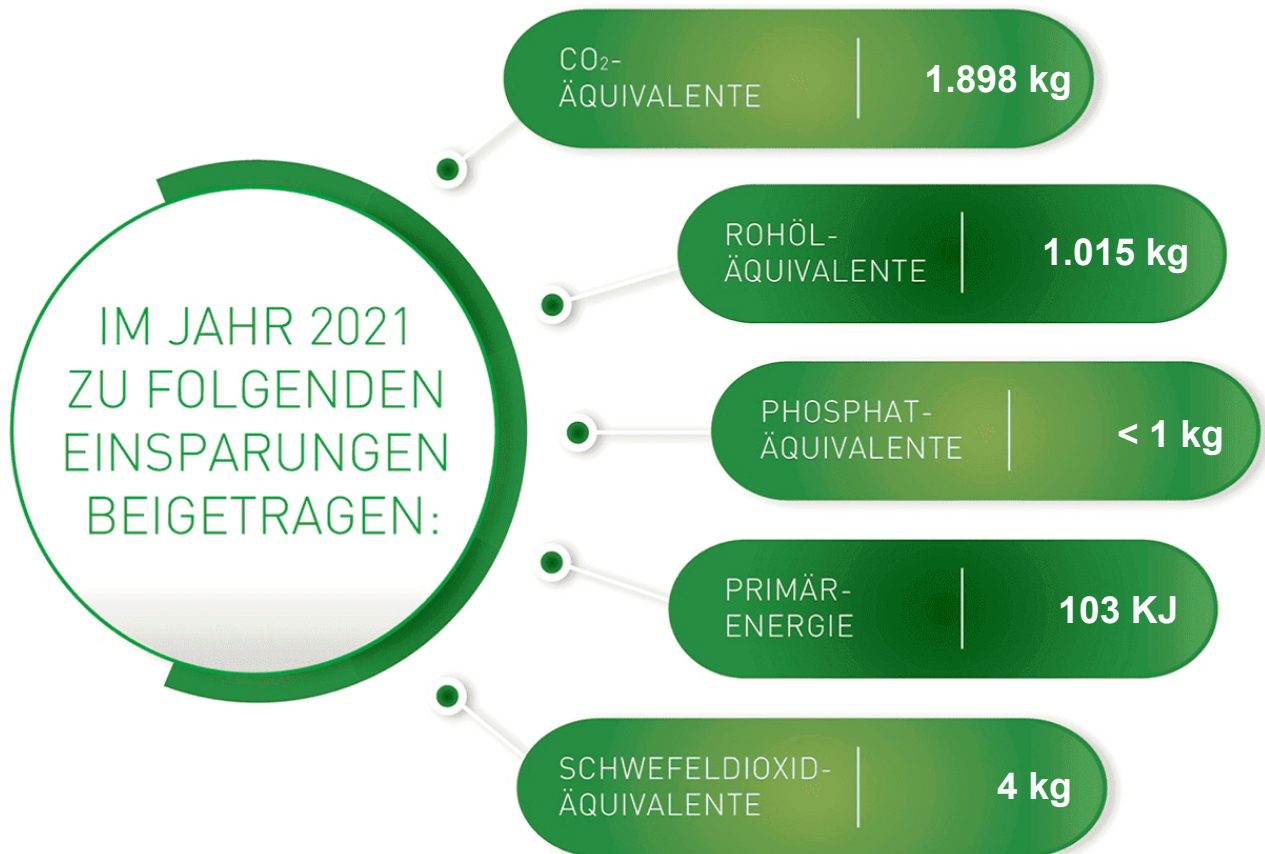 IM JAHR 2021
ZU FOLGENDEN
EINSPARUNGEN
BEIGETRAGEN:
CO₂-
ÄQUIVALENTE
1.898 kg
ROHÖL-
ÄQUIVALENTE
1.015 kg
PHOSPHAT-
ÄQUIVALENTE
< 1 kg
PRIMÄR-
ENERGIE
103 KJ
SCHWEFELDIOXID-
ÄQUIVALENTE
4 kg